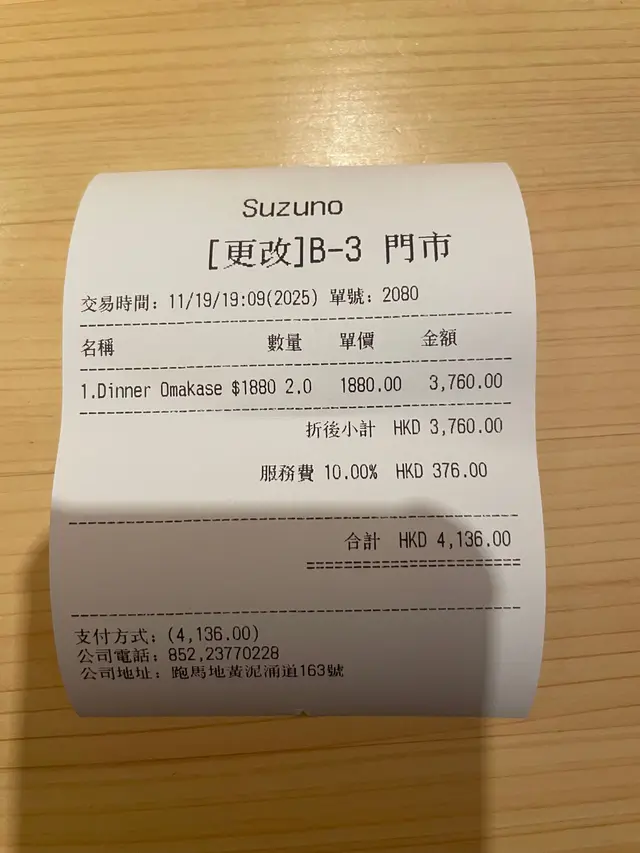 Suzuno
[更改]B-3 門市
交易時間: 11/19/19:09(2025) 單號: 2080
名稱 數量 單價 金額
1.Dinner Omakase $1880 2.0 1880.00 3,760.00
折後小計 HKD 3,760.00
服務費 10.00% HKD 376.00
合計 HKD 4,136.00
支付方式: (4,136.00)
公司電話: 852,23770228
公司地址: 跑馬地黃泥涌道163號